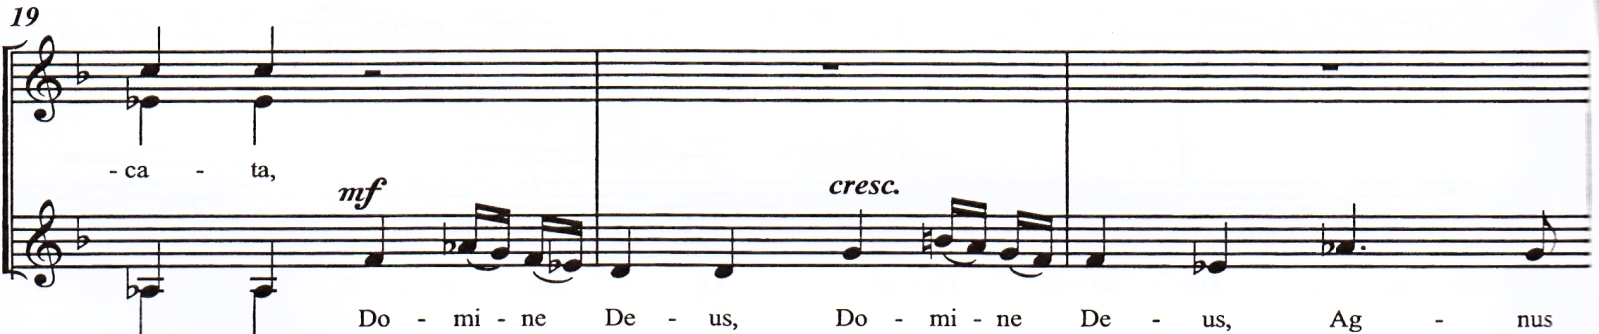 19
- ca - ta,
mf
cresc.
Do - mi - ne De - us, Do - mi - ne De - us, Ag - nus